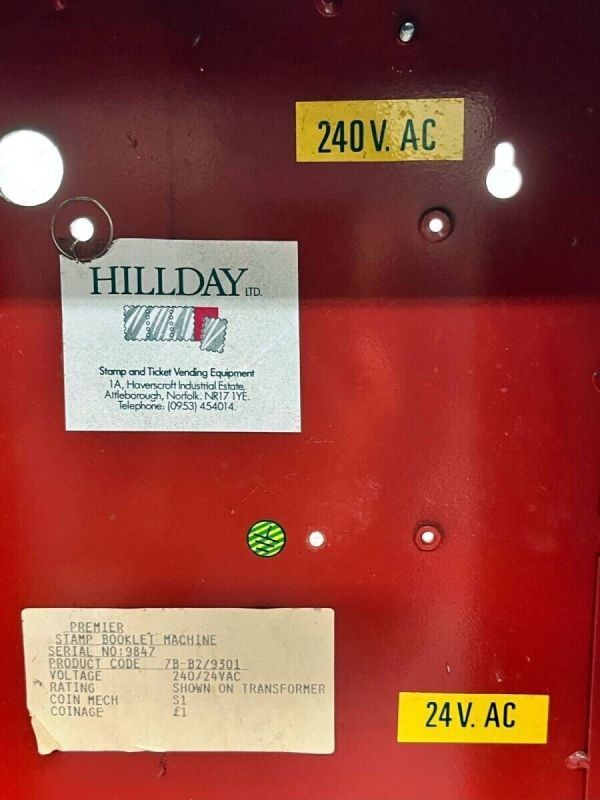 240 V. AC
HILLDAY LTD.
Stamp and Ticket Vending Equipment
1A, Haverscroft Industrial Estate,
Attleborough, Norfolk. NR17 1YE.
Telephone: (0953) 454014.
PREMIER
STAMP BOOKLET MACHINE
SERIAL NO:9847
PRODUCT CODE 7B-B2/9301
VOLTAGE 240/24VAC
RATING SHOWN ON TRANSFORMER
COIN MECH S1
COINAGE £1
24 V. AC